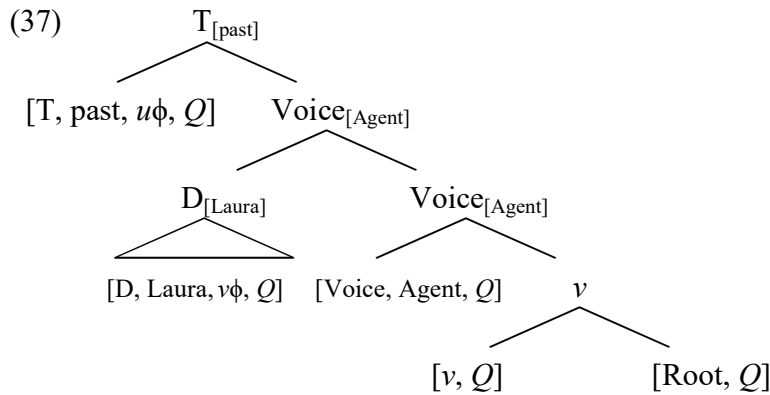 (37) T[past]
[T, past, uϕ, Q] Voice[Agent]
D[Laura] Voice[Agent]
[D, Laura, vϕ, Q] [Voice, Agent, Q] v
[v, Q] [Root, Q]